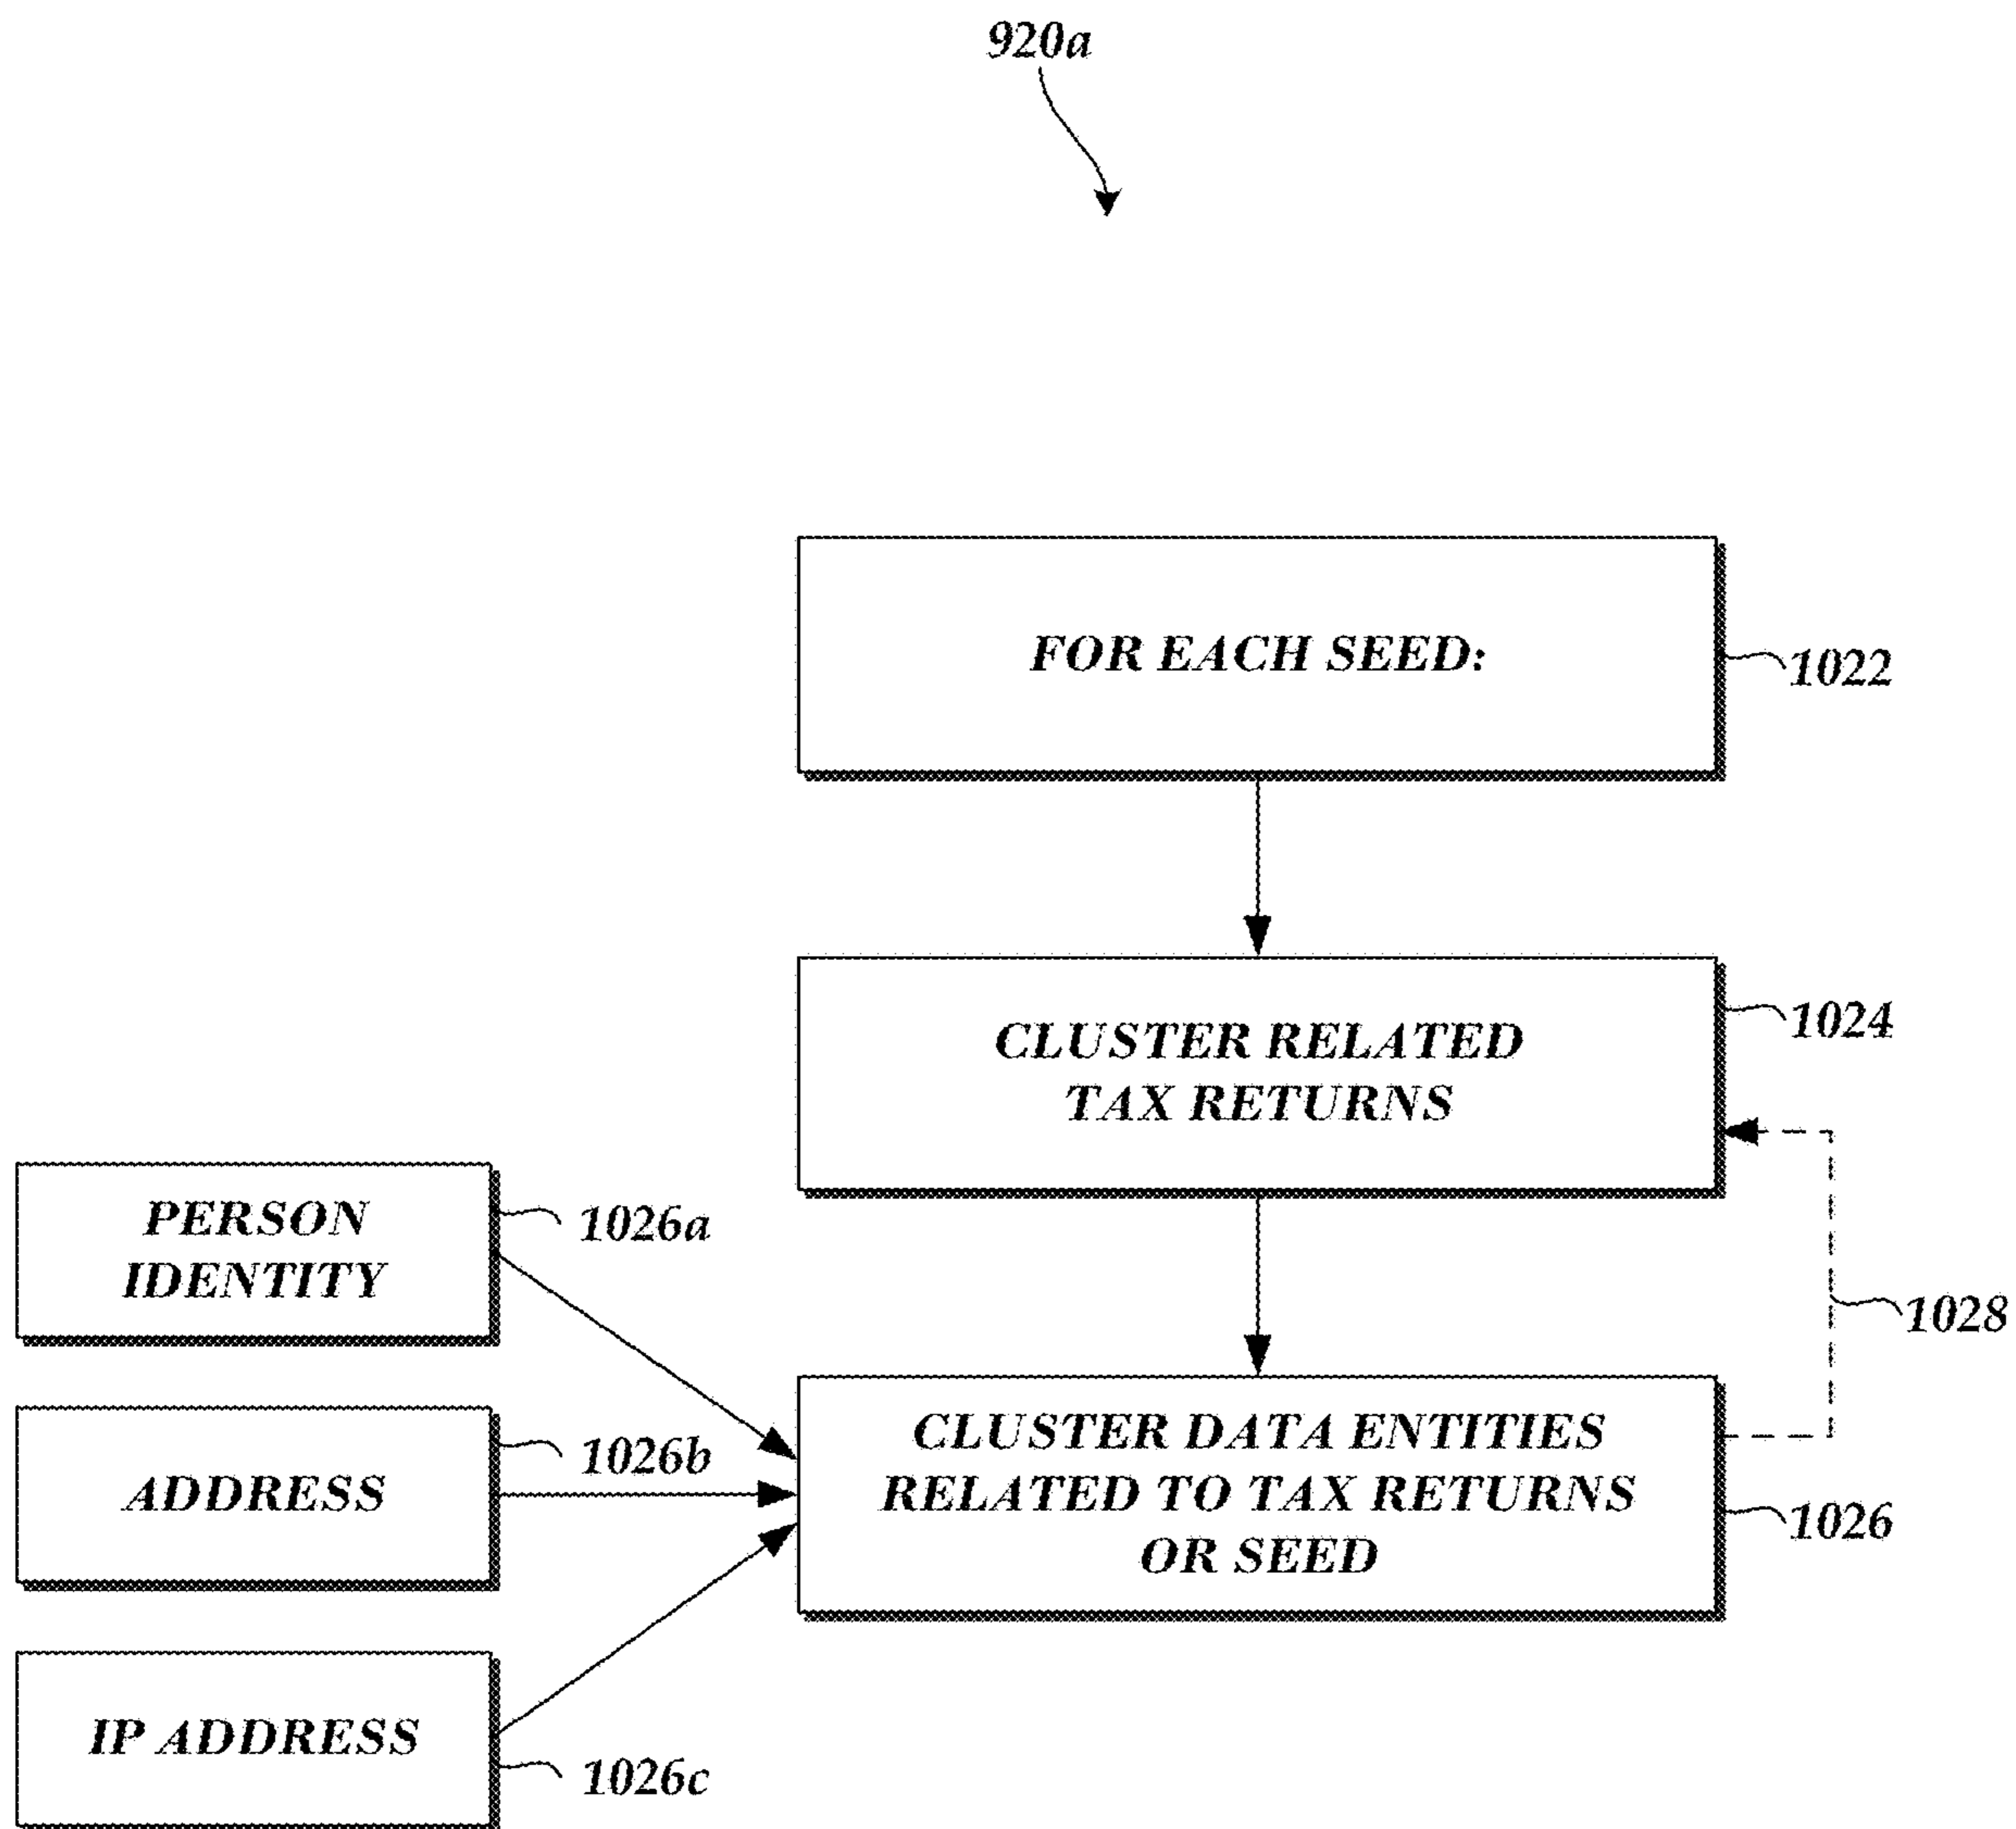 920a
FOR EACH SEED:
1022
CLUSTER RELATED
TAX RETURNS
1024
PERSON
IDENTITY
1026a
1028
ADDRESS
1026b
CLUSTER DATA ENTITIES
RELATED TO TAX RETURNS
OR SEED
1026
IP ADDRESS
1026c